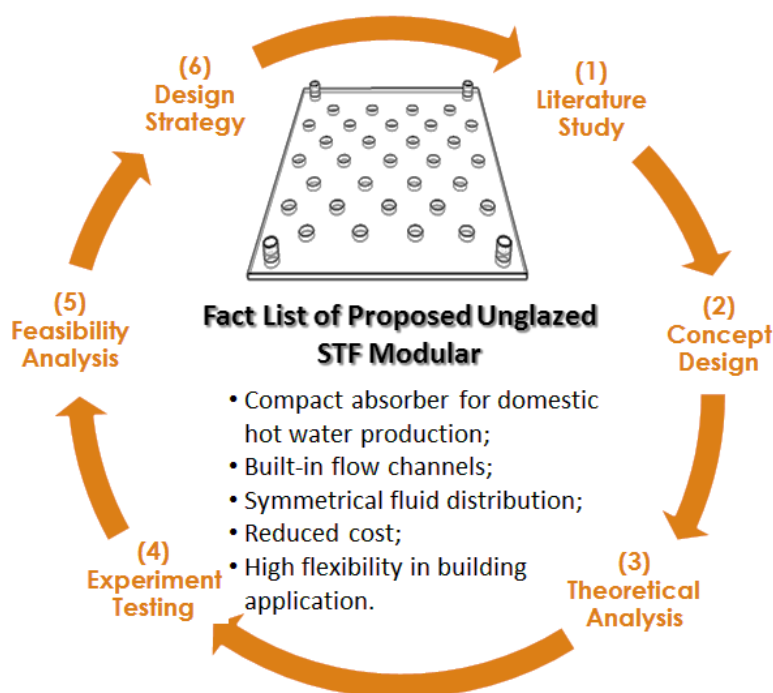 (1)
Literature
Study
(2)
Concept
Design
(3)
Theoretical
Analysis
(4)
Experiment
Testing
(5)
Feasibility
Analysis
(6)
Design
Strategy
Fact List of Proposed Unglazed
STF Modular
• Compact absorber for domestic
hot water production;
• Built-in flow channels;
• Symmetrical fluid distribution;
• Reduced cost;
• High flexibility in building
application.